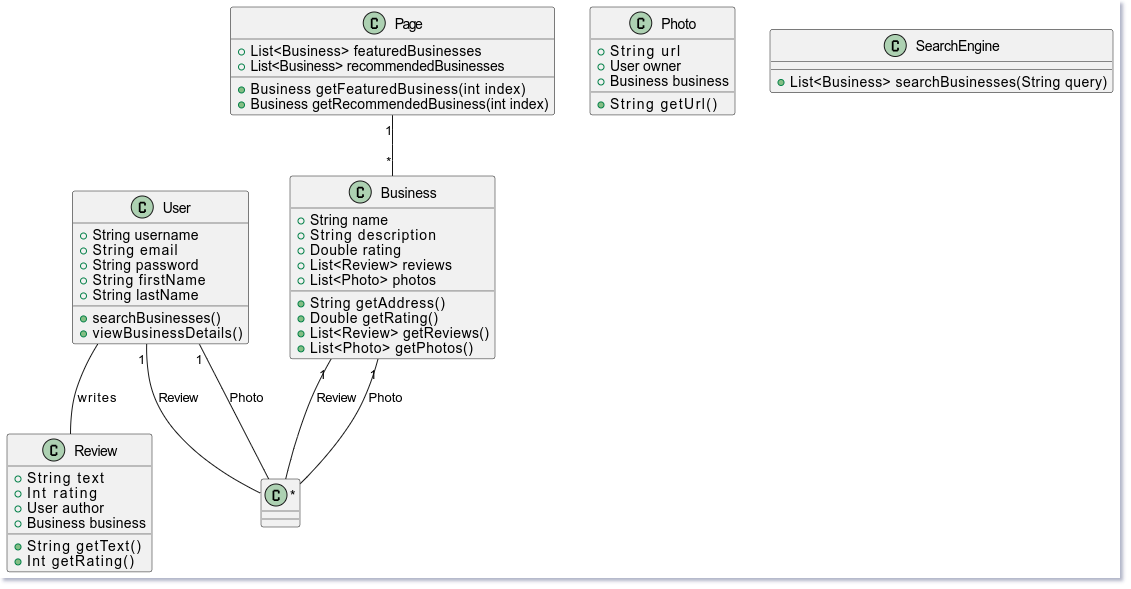 C Page
List<Business> featuredBusinesses
List<Business> recommendedBusinesses
Business getFeaturedBusiness(int index)
Business getRecommendedBusiness(int index)
C Photo
String url
User owner
Business business
String getUrl()
C SearchEngine
List<Business> searchBusinesses(String query)
1
*
C User
String username
String email
String password
String firstName
String lastName
searchBusinesses()
viewBusinessDetails()
C Business
String name
String description
Double rating
List<Review> reviews
List<Photo> photos
String getAddress()
Double getRating()
List<Review> getReviews()
List<Photo> getPhotos()
1
1
1
1
writes
Review
Photo
Review
Photo
C Review
String text
Int rating
User author
Business business
String getText()
Int getRating()
C *